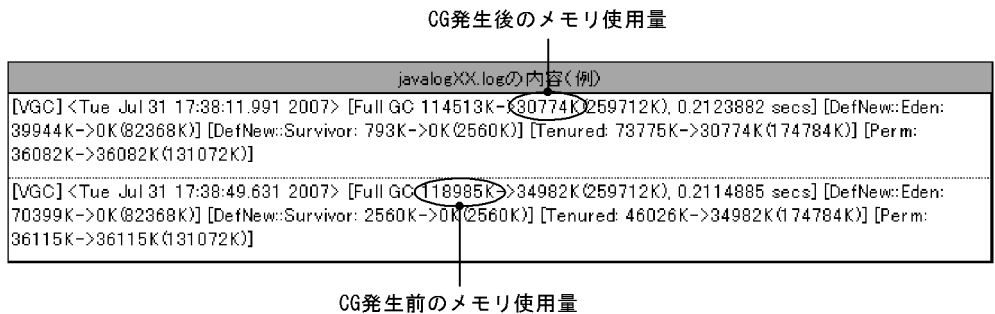 CG発生後のメモリ使用量
javalogXX.logの内容(例)
[VGC] <Tue Jul 31 17:38:11.991 2007> [Full GC 114513K->30774K(259712K), 0.2123882 secs] [DefNew::Eden:
39944K->0K(82368K)] [DefNew::Survivor: 793K->0K(2560K)] [Tenured: 73775K->30774K(174784K)] [Perm:
36082K->36082K(131072K)]
[VGC] <Tue Jul 31 17:38:49.631 2007> [Full GC 118985K->34982K(259712K), 0.2114885 secs] [DefNew::Eden:
70399K->0K(82368K)] [DefNew::Survivor: 2560K->0K(2560K)] [Tenured: 46026K->34982K(174784K)] [Perm:
36115K->36115K(131072K)]
CG発生前のメモリ使用量